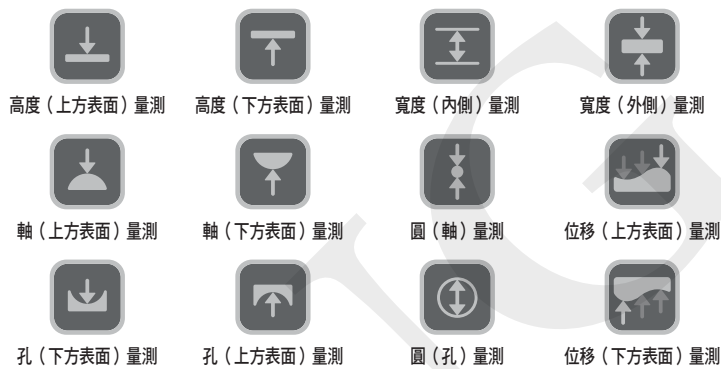 高度（上方表面）量測
高度（下方表面）量測
寬度（內側）量測
寬度（外側）量測
軸（上方表面）量測
軸（下方表面）量測
圓（軸）量測
位移（上方表面）量測
孔（下方表面）量測
孔（上方表面）量測
圓（孔）量測
位移（下方表面）量測